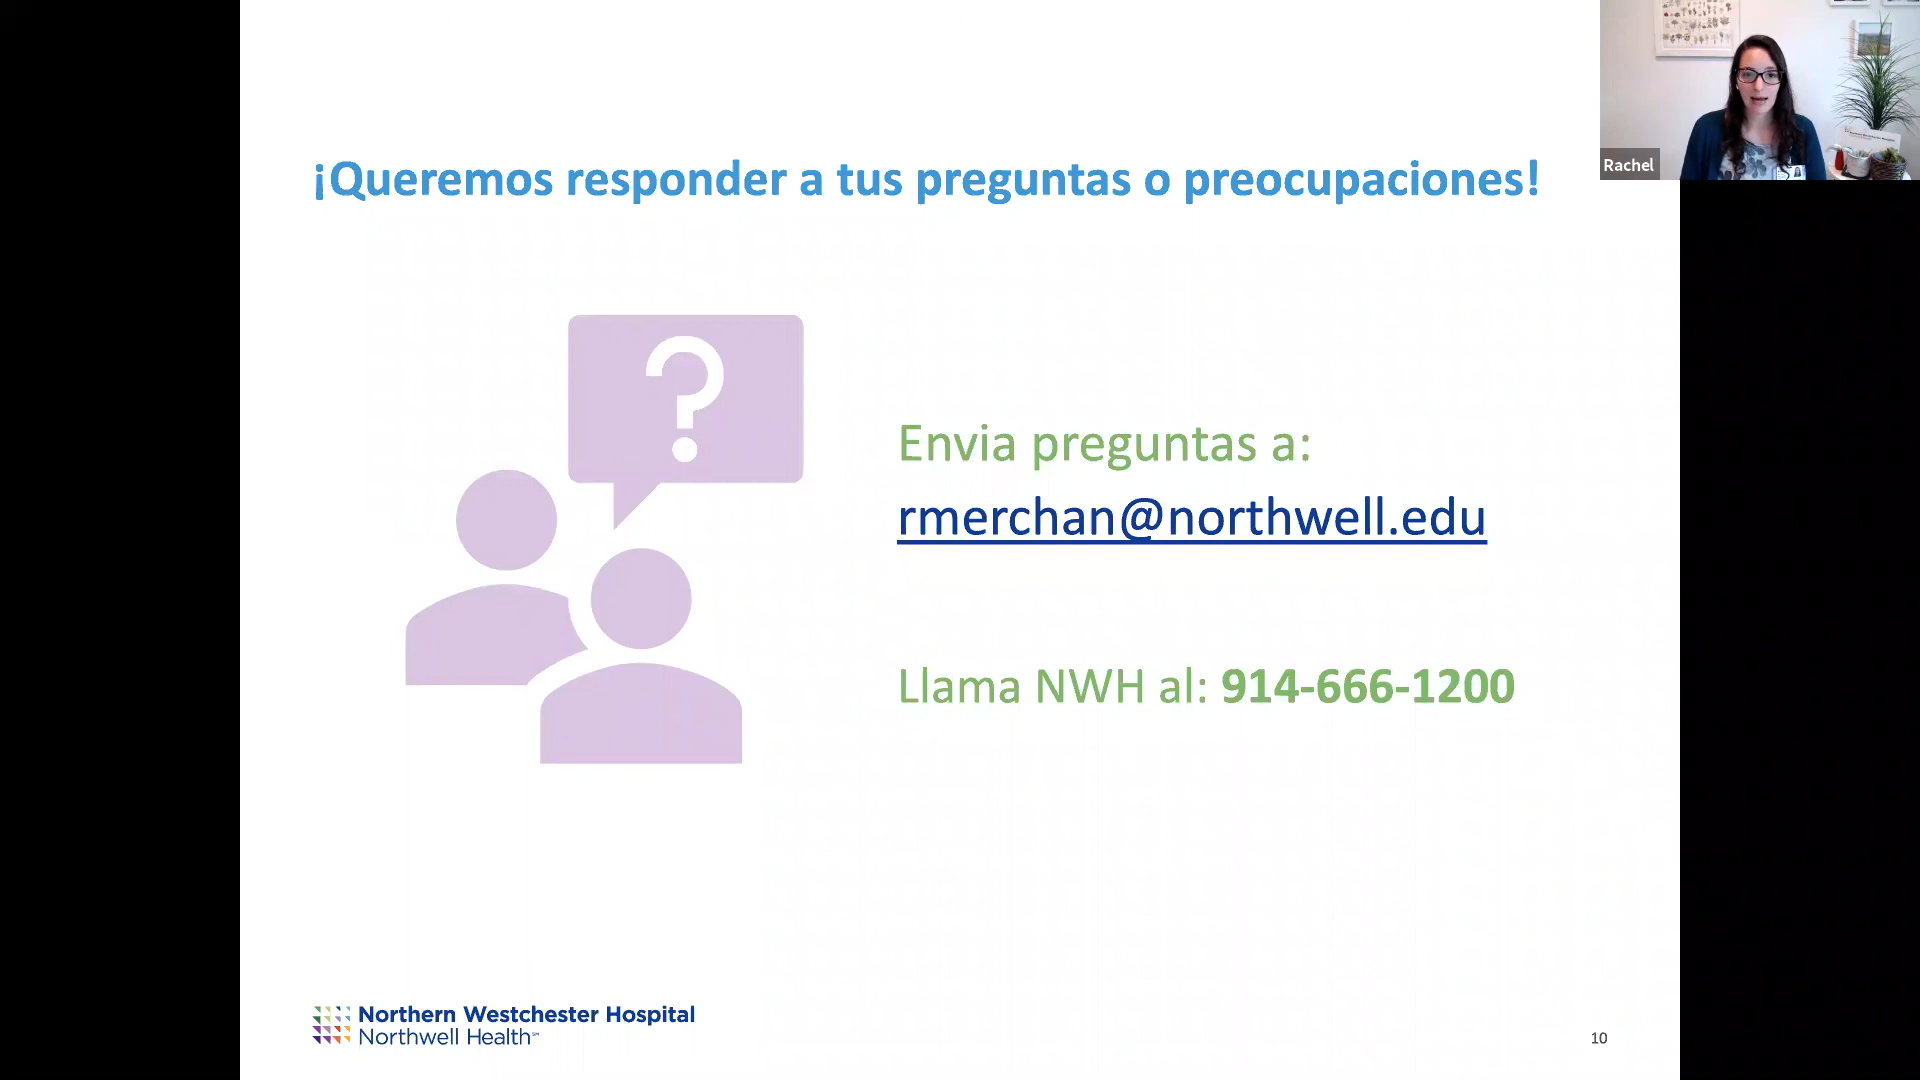 ¡Queremos responder a tus preguntas o preocupaciones!
Rachel
?
Envia preguntas a:
rmerchan@northwell.edu
Llama NWH al: 914-666-1200
Northern Westchester Hospital
Northwell Health℠
10